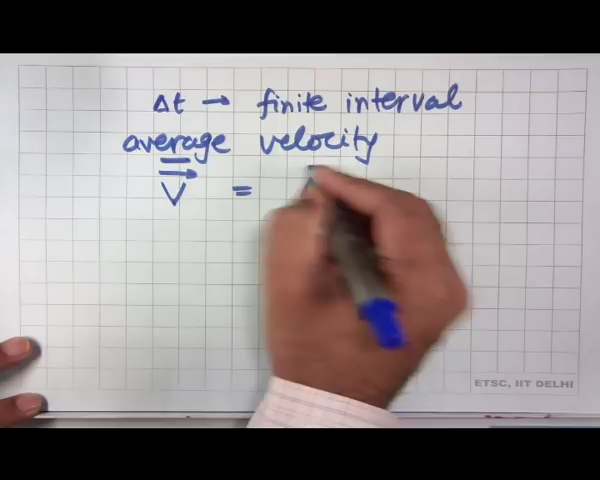 Δt → finite interval
average velocity
V =
ETSC, IIT DELHI